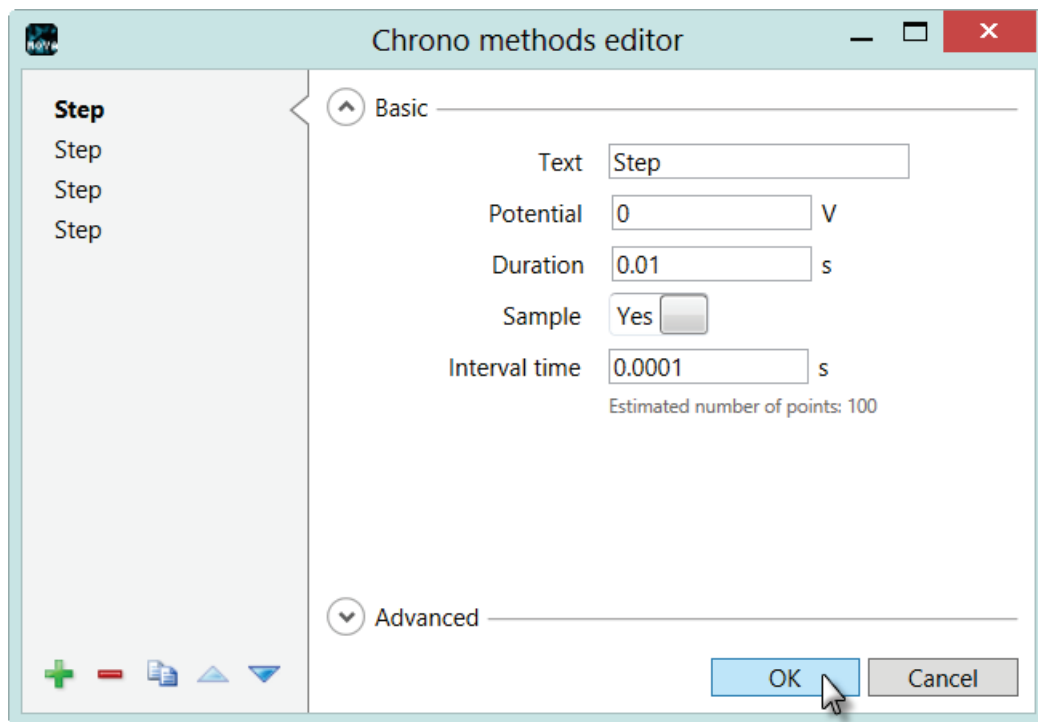 Chrono methods editor
Step
Step
Step
Step
Basic
Text Step
Potential 0 V
Duration 0.01 s
Sample Yes
Interval time 0.0001 s
Estimated number of points: 100
Advanced
OK Cancel